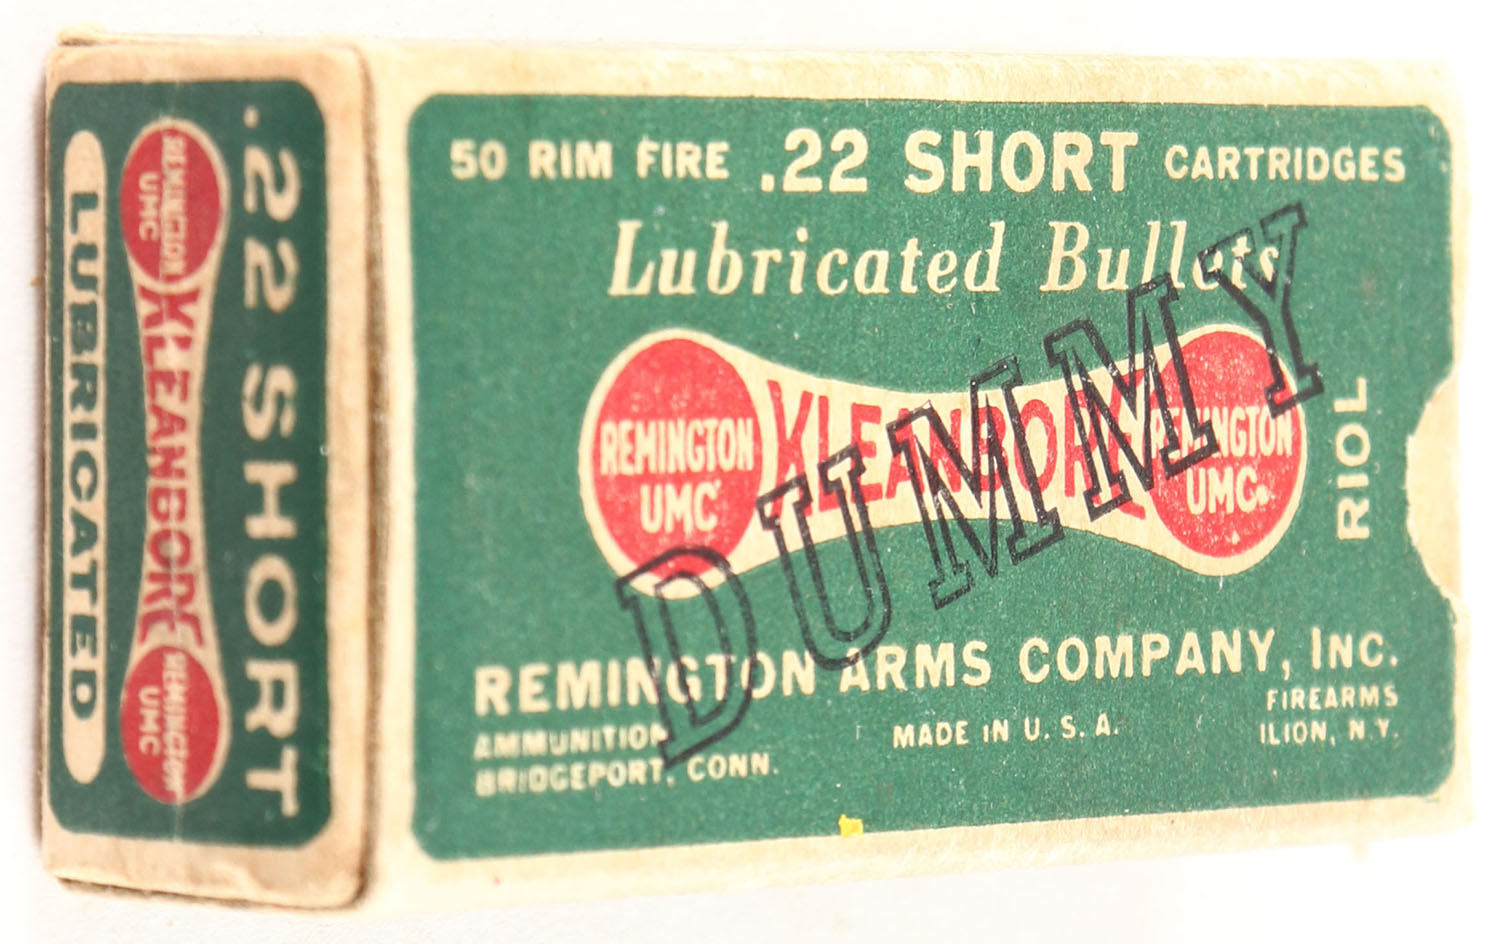 .22 SHORT
REMINGTON
UMC
KLEANBORE
REMINGTON
UMC
LUBRICATED
50 RIM FIRE .22 SHORT CARTRIDGES
Lubricated Bullets
REMINGTON
UMC
KLEANBORE
REMINGTON
UMC.
DUMMY
RIOL
REMINGTON ARMS COMPANY, INC.
AMMUNITION
BRIDGEPORT, CONN.
MADE IN U. S. A.
FIREARMS
ILION, N. Y.